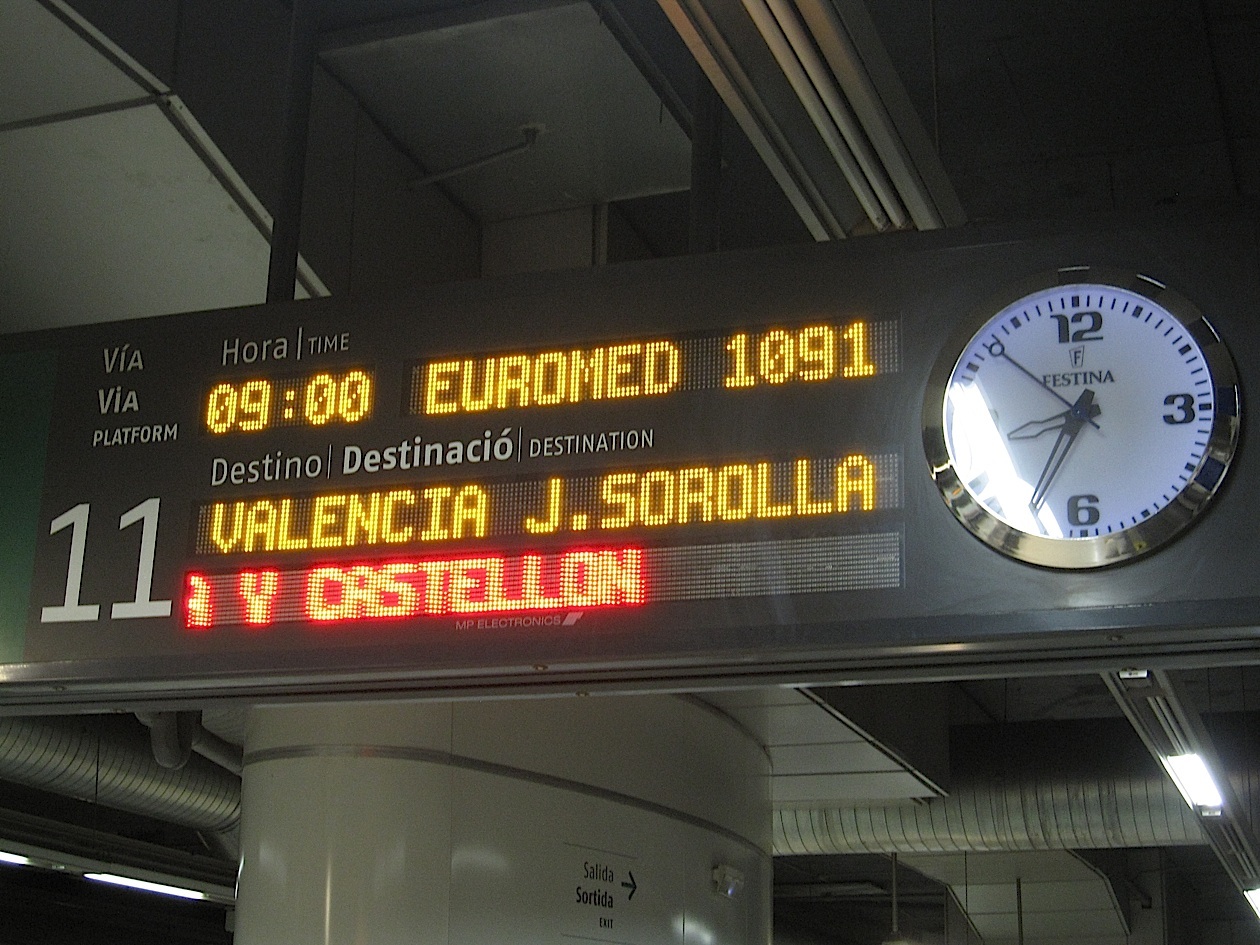 VÍA
VIA
PLATFORM
11
Hora | TIME
09:00 EUROMED 1091
Destino | Destinació | DESTINATION
VALENCIA J.SOROLLA
Y CASTELLON
MP ELECTRONICS
12
F
FESTINA
3
6
Salida
Sortida
EXIT